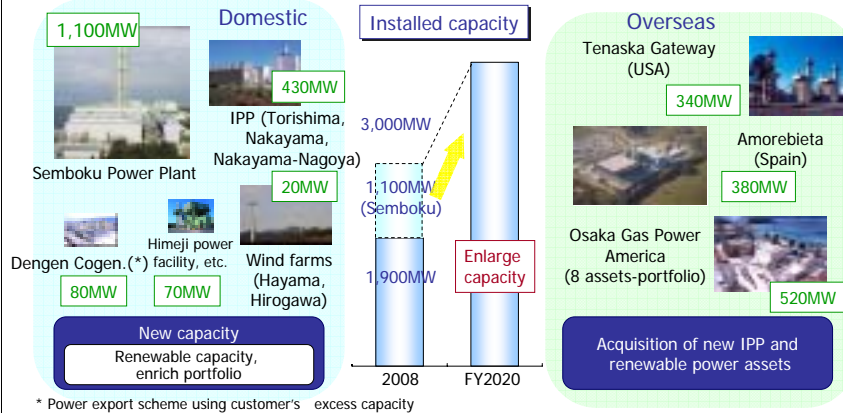 Domestic
1,100MW
Semboku Power Plant
430MW
IPP (Torishima,
Nakayama,
Nakayama-Nagoya)
20MW
Wind farms
(Hayama,
Hirogawa)
Dengen Cogen.(*)
80MW
Himeji power
facility, etc.
70MW
New capacity
Renewable capacity,
enrich portfolio
Installed capacity
3,000MW
1,100MW
(Semboku)
1,900MW
Enlarge
capacity
2008
FY2020
Overseas
Tenaska Gateway
(USA)
340MW
Amorebieta
(Spain)
380MW
Osaka Gas Power
America
(8 assets-portfolio)
520MW
Acquisition of new IPP and
renewable power assets
* Power export scheme using customer's excess capacity